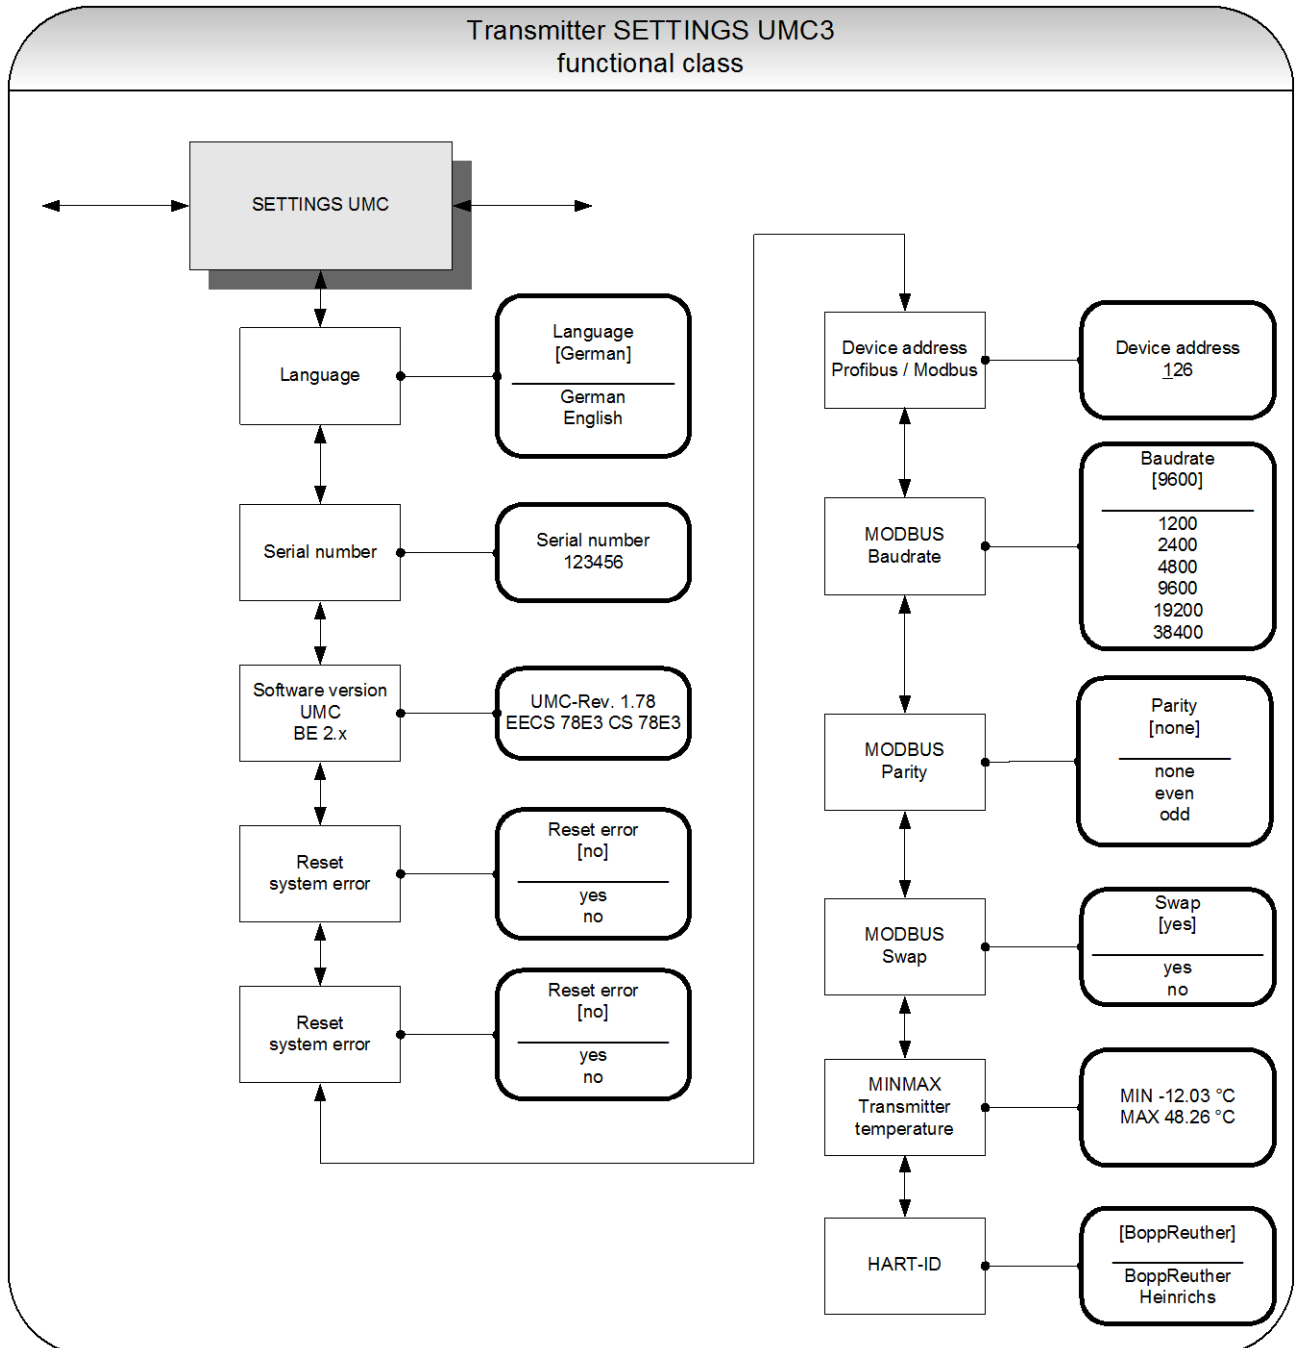 Transmitter SETTINGS UMC3
functional class
SETTINGS UMC
Language
Language
[German]
German
English
Serial number
Serial number
123456
Software version
UMC
BE 2.x
UMC-Rev. 1.78
EECS 78E3 CS 78E3
Reset
system error
Reset error
[no]
yes
no
Reset
system error
Reset error
[no]
yes
no
Device address
Profibus / Modbus
Device address
126
MODBUS
Baudrate
Baudrate
[9600]
1200
2400
4800
9600
19200
38400
MODBUS
Parity
Parity
[none]
none
even
odd
MODBUS
Swap
Swap
[yes]
yes
no
MINMAX
Transmitter
temperature
MIN -12.03 °C
MAX 48.26 °C
HART-ID
[BoppReuther]
BoppReuther
Heinrichs